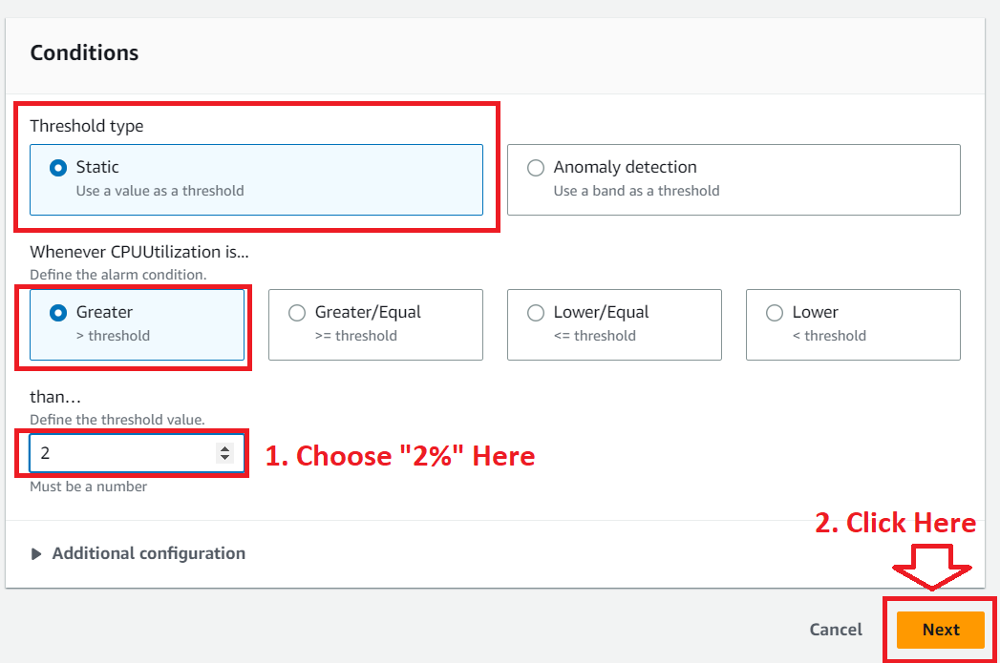 Conditions
Threshold type
Static
Use a value as a threshold
Anomaly detection
Use a band as a threshold
Whenever CPUUtilization is...
Define the alarm condition.
Greater
> threshold
Greater/Equal
>= threshold
Lower/Equal
<= threshold
Lower
< threshold
than...
Define the threshold value.
2
1. Choose "2%" Here
Must be a number
2. Click Here
Additional configuration
Cancel
Next